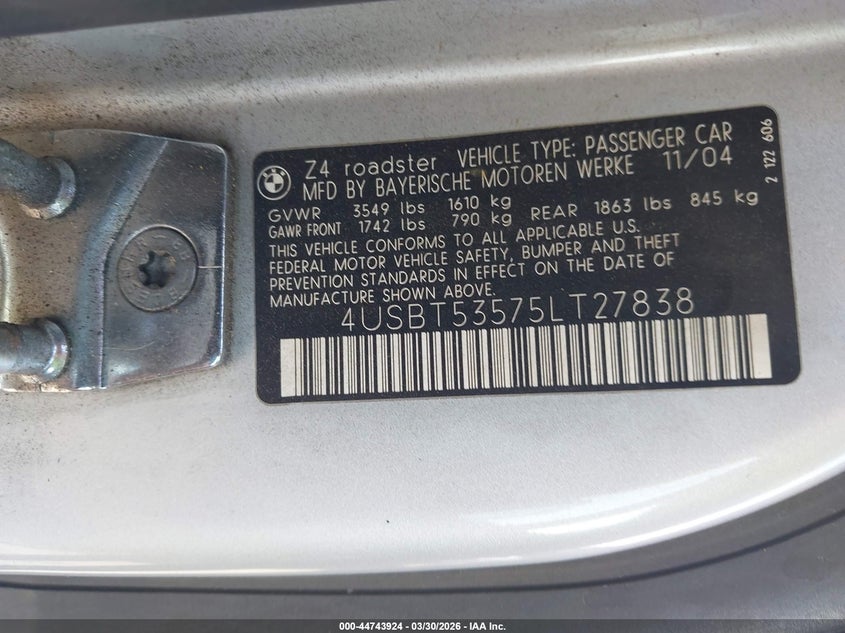 BMW
Z4 roadster VEHICLE TYPE: PASSENGER CAR
MFD BY BAYERISCHE MOTOREN WERKE 11/04
GVWR 3549 lbs 1610 kg
GAWR FRONT 1742 lbs 790 kg REAR 1863 lbs 845 kg
THIS VEHICLE CONFORMS TO ALL APPLICABLE U.S.
FEDERAL MOTOR VEHICLE SAFETY, BUMPER AND THEFT
PREVENTION STANDARDS IN EFFECT ON THE DATE OF
MANUFACTURE SHOWN ABOVE.
4USBT53575LT27838
2 122 606
000-44743924 - 03/30/2026 - IAA Inc.